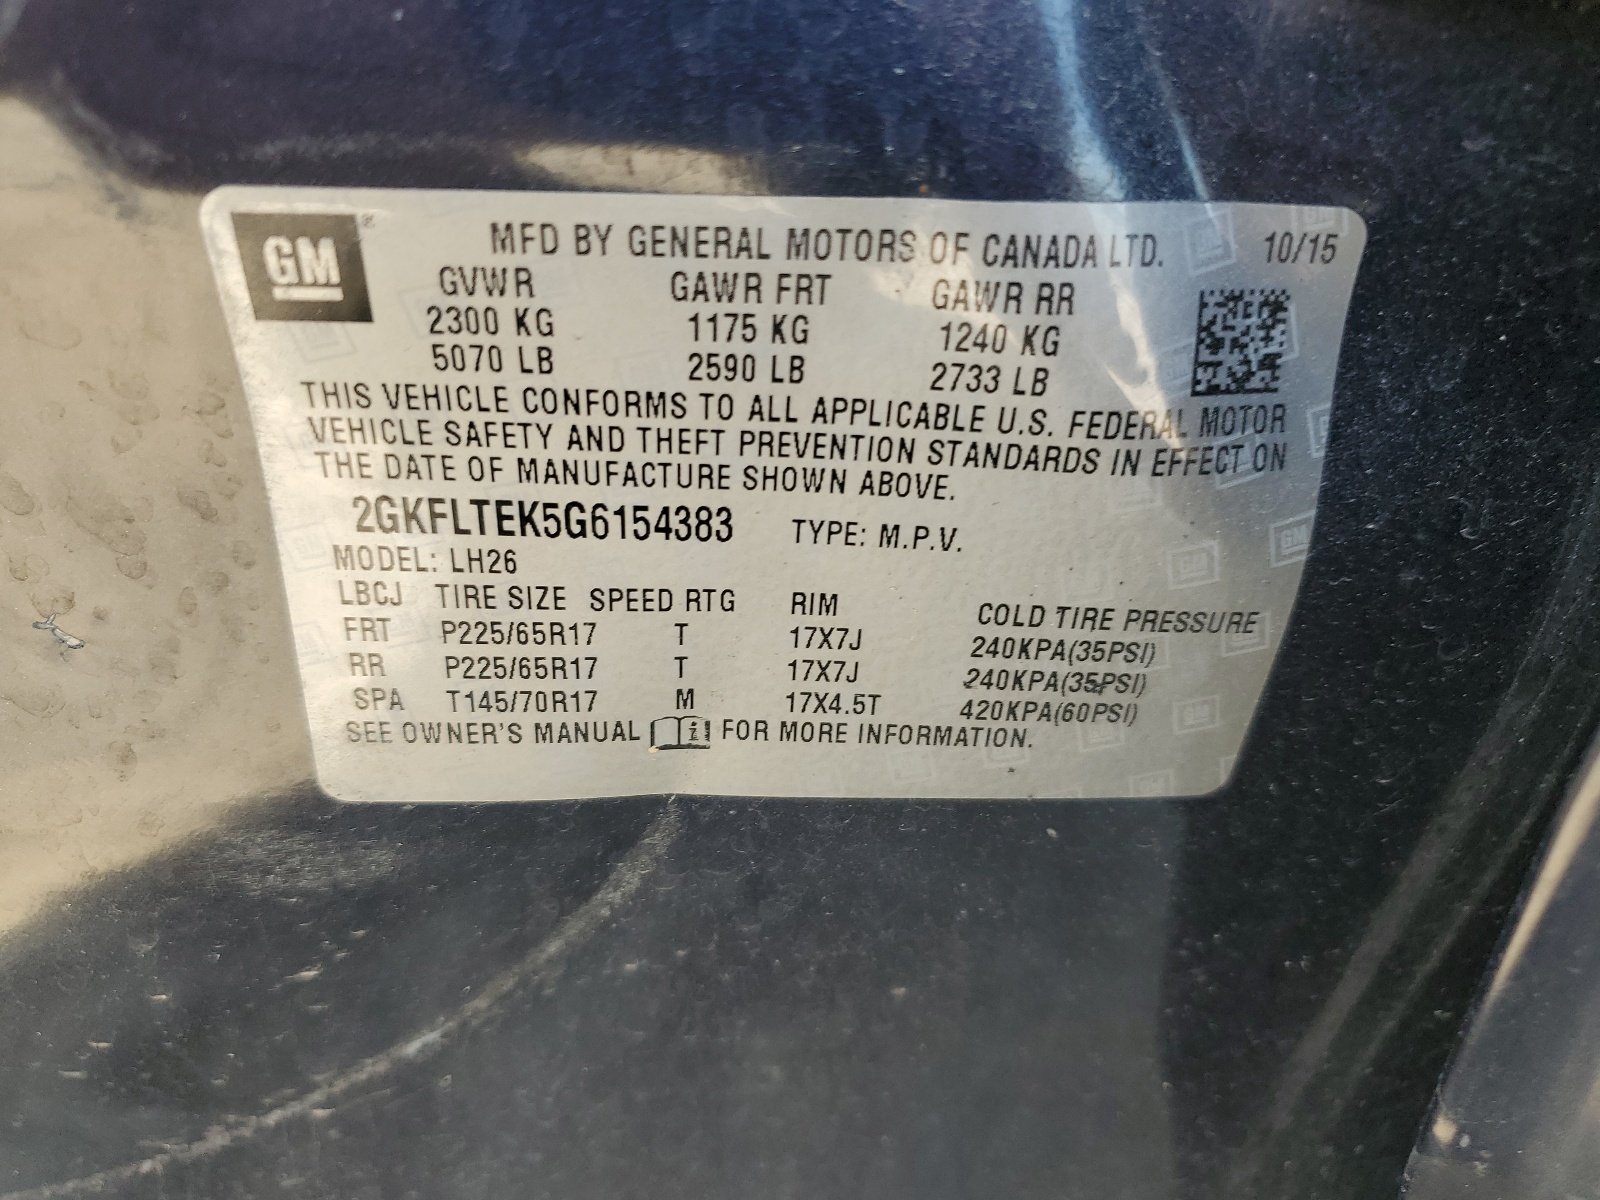 GM ® MFD BY GENERAL MOTORS OF CANADA LTD. 10/15
GVWR GAWR FRT GAWR RR
2300 KG 1175 KG 1240 KG
5070 LB 2590 LB 2733 LB
THIS VEHICLE CONFORMS TO ALL APPLICABLE U.S. FEDERAL MOTOR
VEHICLE SAFETY AND THEFT PREVENTION STANDARDS IN EFFECT ON
THE DATE OF MANUFACTURE SHOWN ABOVE.
2GKFLTEK5G6154383 TYPE: M.P.V.
MODEL: LH26
LBCJ TIRE SIZE SPEED RTG RIM COLD TIRE PRESSURE
FRT P225/65R17 T 17X7J 240KPA(35PSI)
RR P225/65R17 T 17X7J 240KPA(35PSI)
SPA T145/70R17 M 17X4.5T 420KPA(60PSI)
SEE OWNER'S MANUAL i FOR MORE INFORMATION.